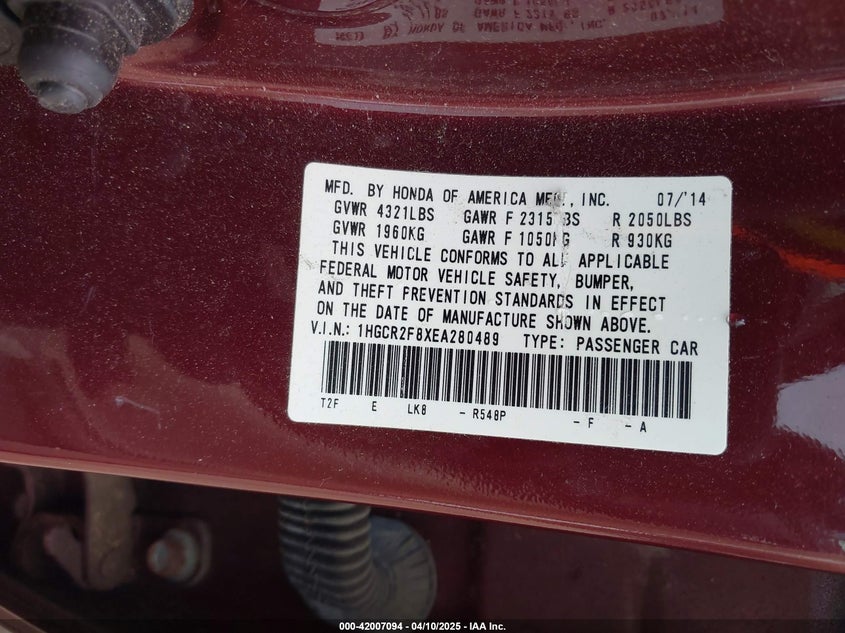 MFD. BY HONDA OF AMERICA MFG., INC. 07/'14
GVWR 4321LBS GAWR F 2315 BS R 2050LBS
GVWR 1960KG GAWR F 1050KG R 930KG
THIS VEHICLE CONFORMS TO ALL APPLICABLE
FEDERAL MOTOR VEHICLE SAFETY, BUMPER,
AND THEFT PREVENTION STANDARDS IN EFFECT
ON THE DATE OF MANUFACTURE SHOWN ABOVE.
V.I.N.: 1HGCR2F8XEA280489 TYPE: PASSENGER CAR
T2F E LK8 - R548P - F - A
000-42007094 - 04/10/2025 - IAA Inc.